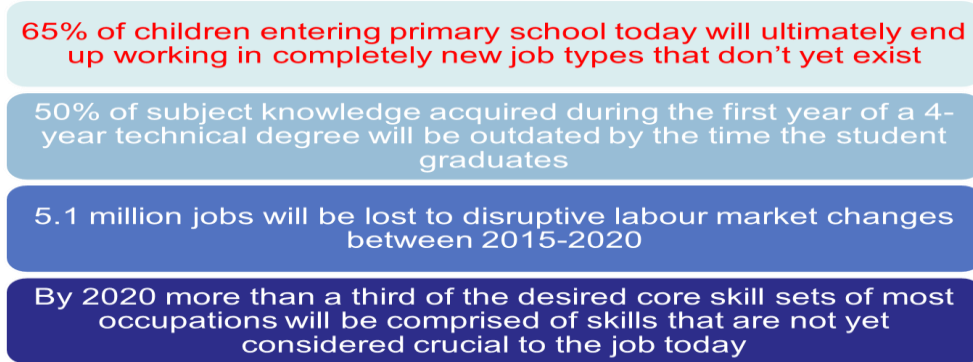 65% of children entering primary school today will ultimately end
up working in completely new job types that don’t yet exist
50% of subject knowledge acquired during the first year of a 4-
year technical degree will be outdated by the time the student
graduates
5.1 million jobs will be lost to disruptive labour market changes
between 2015-2020
By 2020 more than a third of the desired core skill sets of most
occupations will be comprised of skills that are not yet
considered crucial to the job today